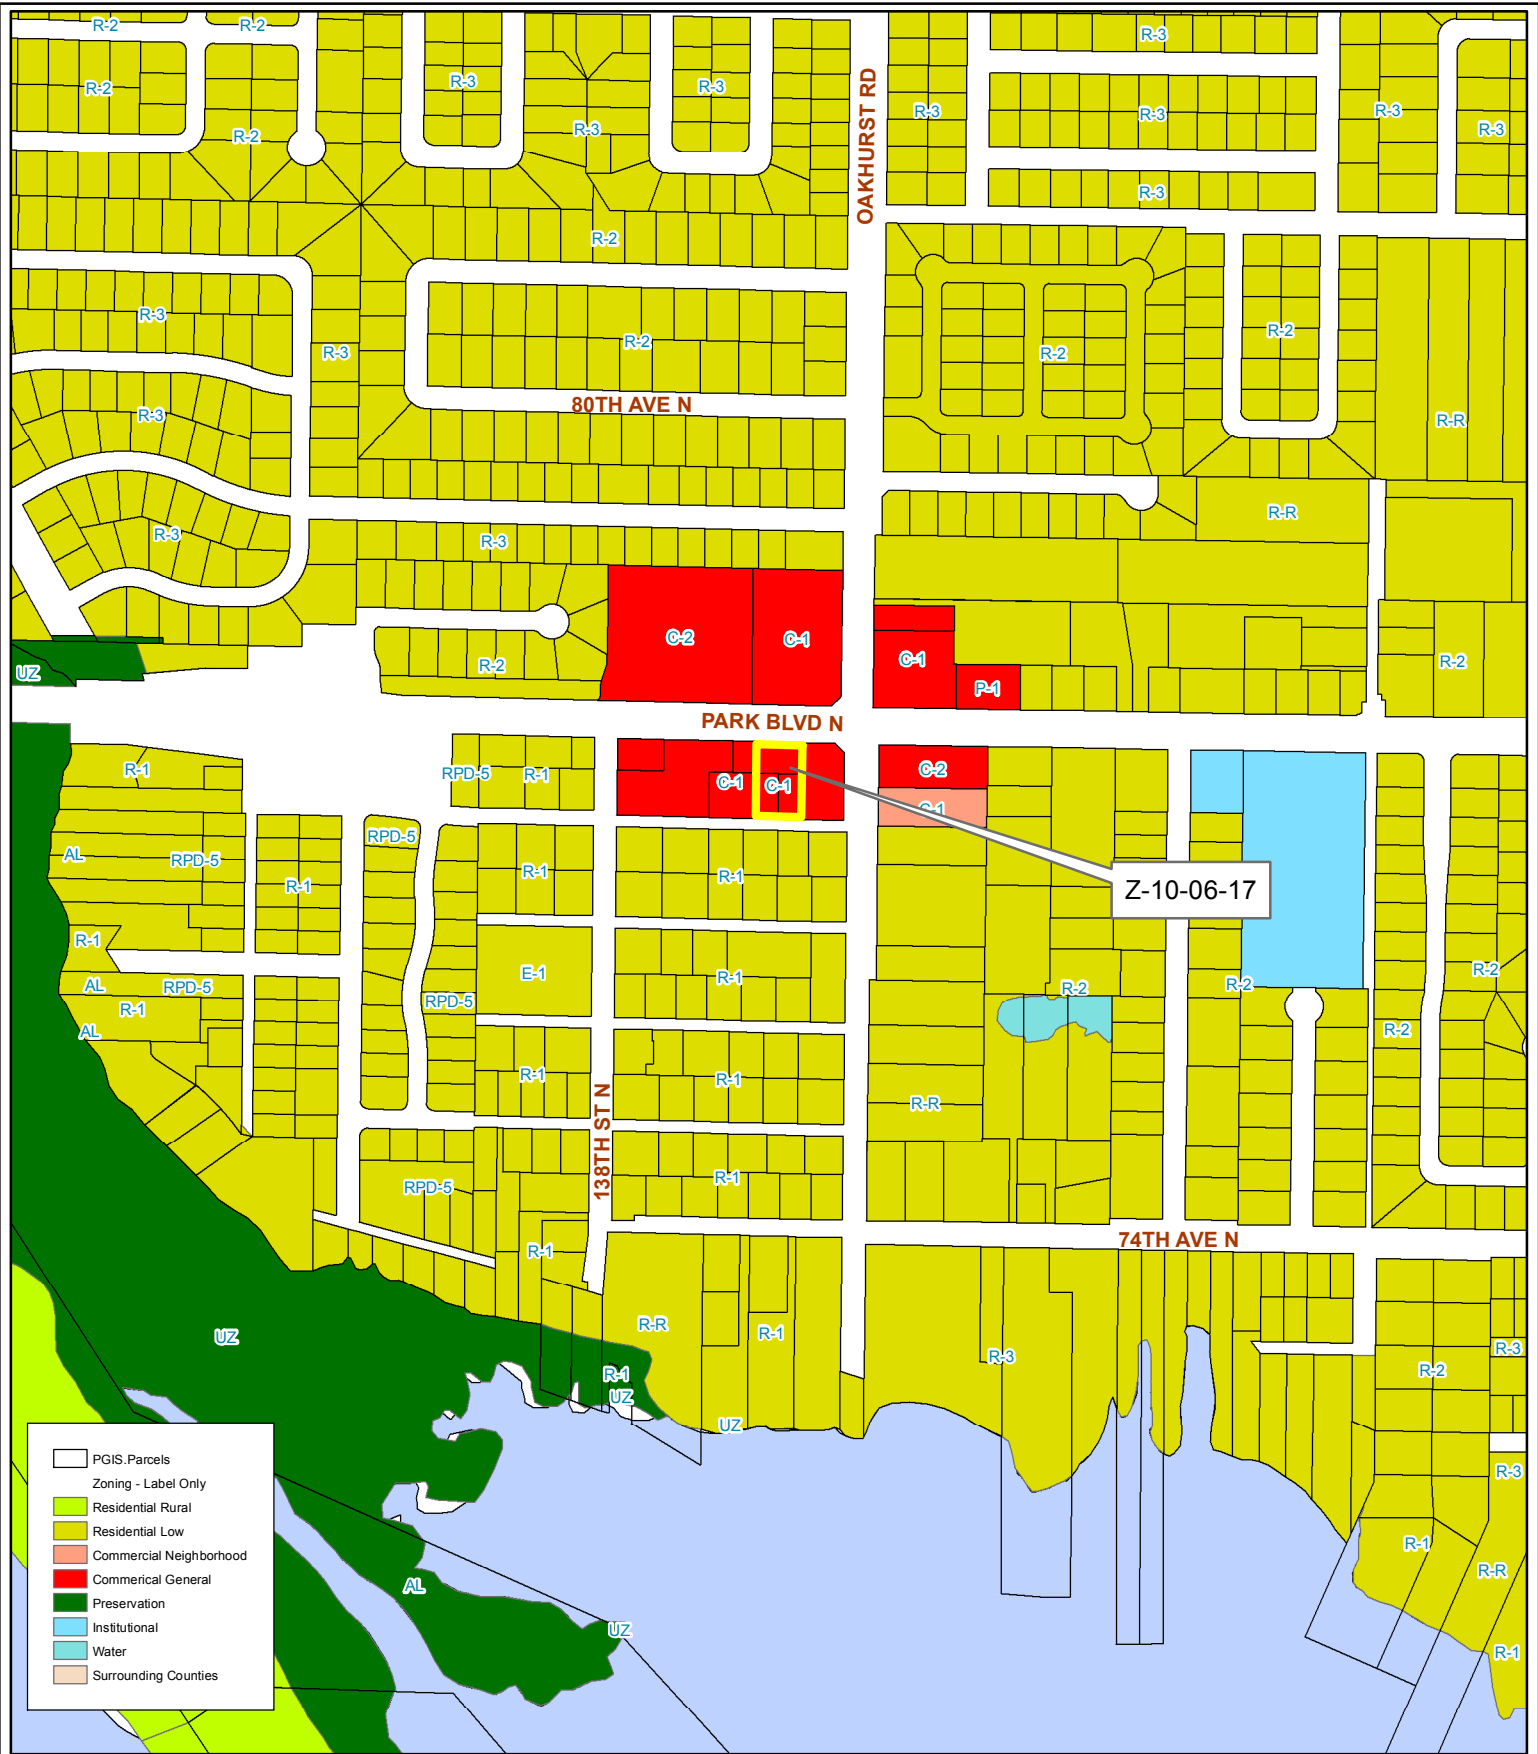 R-2
R-2
R-3
R-3
R-3
R-2
R-3
R-3
R-3
R-3
R-3
R-3
R-2
R-3
OAKHURST RD
R-2
R-3
R-2
R-3
R-2
R-2
R-3
80TH AVE N
R-R
R-3
R-R
R-3
C-2
C-1
C-1
R-2
R-2
UZ
P-1
PARK BLVD N
R-1
RPD-5
R-1
C-1
C-1
C-2
C-1
RPD-5
AL
RPD-5
R-1
R-1
R-1
Z-10-06-17
R-1
E-1
R-1
R-2
R-2
R-2
AL
RPD-5
R-1
RPD-5
AL
R-2
R-1
R-1
R-R
138TH ST N
RPD-5
R-1
R-1
74TH AVE N
UZ
R-R
R-1
R-3
R-3
R-2
R-1
UZ
UZ
PGIS.Parcels
Zoning - Label Only
Residential Rural
Residential Low
Commercial Neighborhood
Commerical General
Preservation
Institutional
Water
Surrounding Counties
R-3
R-1
R-R
AL
UZ
R-1